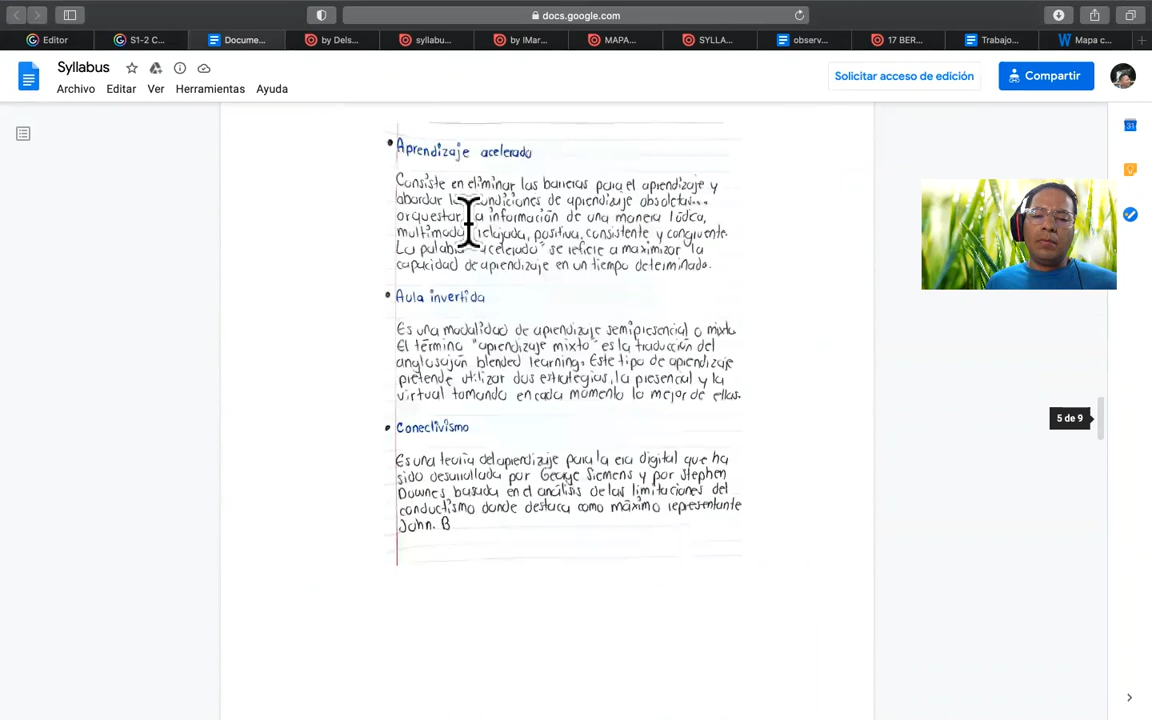 docs.google.com
Editor
S1-2 C...
Docume...
by Dels...
syllabu...
by IMar...
MAPA...
SYLLA...
observ...
17 BER...
Trabajo...
Mapa c...
Syllabus
Archivo Editar Ver Herramientas Ayuda
Solicitar acceso de edición
Compartir
31
Aprendizaje acelerado
Consiste en eliminar las barreras para el aprendizaje y
abordar condiciones de aprendizaje obsoletas...
orquestar la información de una manera lúdica,
relajada, positiva, consistente y congruente.
La se refiere a maximizar la
capacidad de aprendizaje en un tiempo determinado.
Aula invertida
Es una modalidad de aprendizaje semipresencial o mixto.
El término "aprendizaje mixto" es la traducción del
anglosajón blended learning. Este tipo de aprendizaje
pretende utilizar dos estrategias, la presencial y la
virtual tomando en cada momento lo mejor de ellas.
Conectivismo
Es una teoría del aprendizaje para la era digital que ha
sido desarrollada por George Siemens y por Stephen
Downes basada en el análisis de las limitaciones del
conductismo donde destaca como máximo representante
John. B
5 de 9